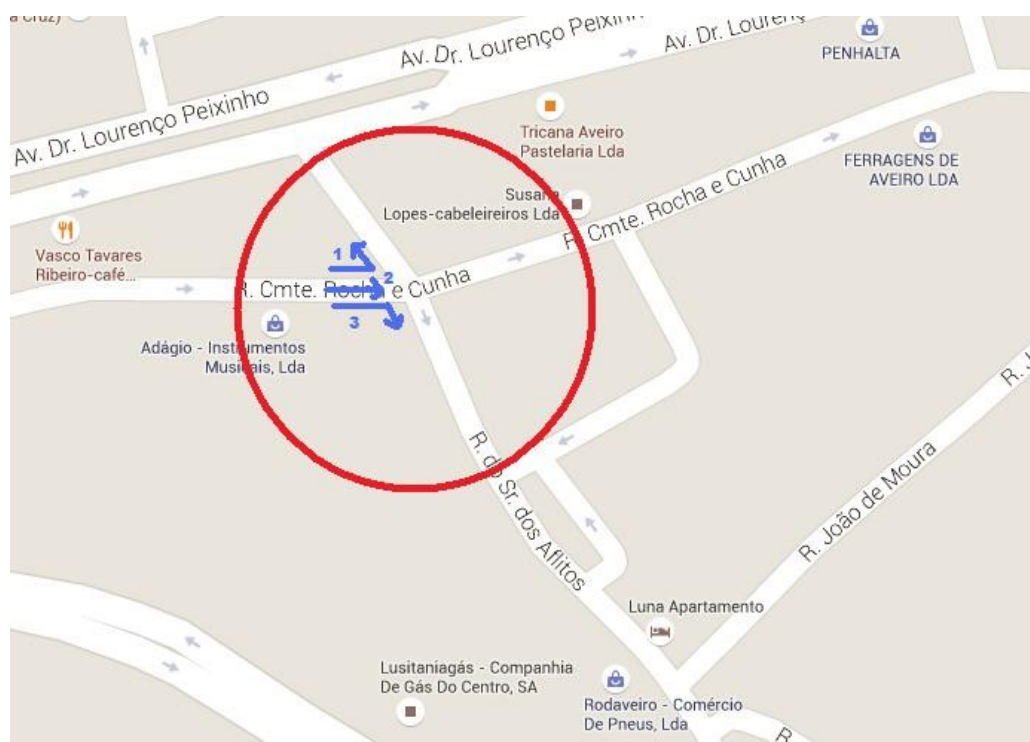 a Cruz)
Av. Dr. Lourenço Peixinho
Av. Dr.
PENHALTA
Av. Dr. Lourenço Peixinho
Tricana Aveiro
Pastelaria Lda
FERRAGENS DE
AVEIRO LDA
Susana
Lopes-cabeleireiros Lda
R. Cmte. Rocha e Cunha
Vasco Tavares
Ribeiro-café...
1
2
R. Cmte. Rocha e Cunha
3
Adágio - Instrumentos
Musicais, Lda
R. do Sr. dos Aflitos
R. João de Moura
R. J
Luna Apartamento
Lusitaniagás - Companhia
De Gás Do Centro, SA
Rodaveiro - Comércio
De Pneus, Lda
R